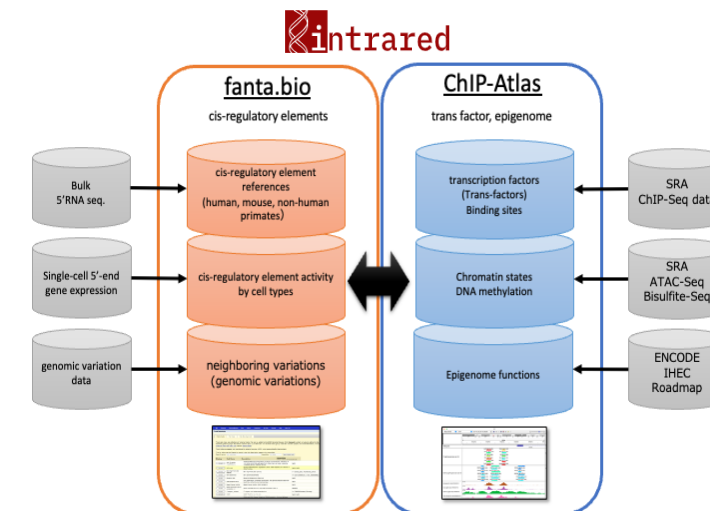 intrared
fanta.bio
cis-regulatory elements
ChIP-Atlas
trans factor, epigenome
Bulk
5'RNA seq.
cis-regulatory element
references
(human, mouse, non-human
primates)
transcription factors
(Trans-factors)
Binding sites
SRA
ChIP-Seq data
Single-cell 5'-end
gene expression
cis-regulatory element activity
by cell types
Chromatin states
DNA methylation
SRA
ATAC-Seq
Bisulfite-Seq
genomic variation
data
neighboring variations
(genomic variations)
Epigenome functions
ENCODE
IHEC
Roadmap